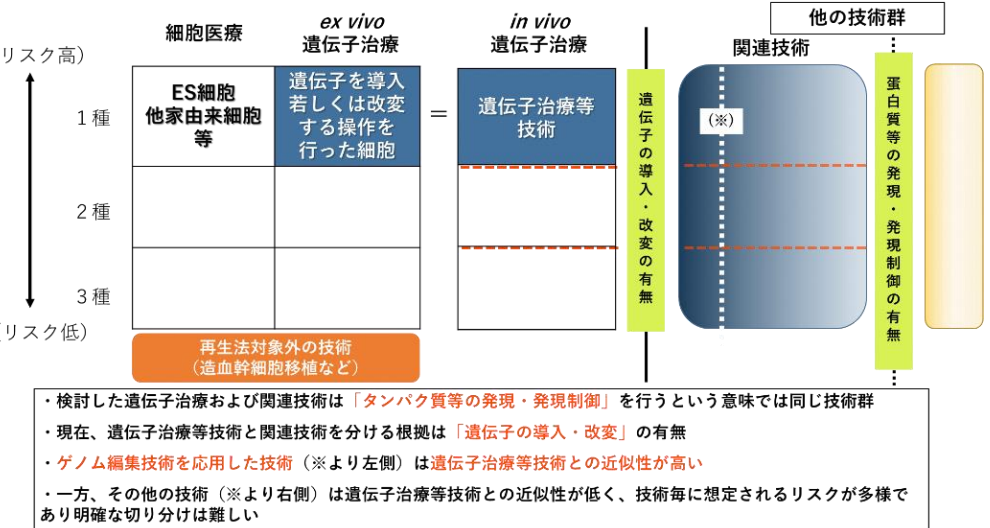 他の技術群
細胞医療
ex vivo
遺伝子治療
in vivo
遺伝子治療
関連技術
リスク高）
1種
2種
3種
（リスク低）
ES細胞
他家由来細胞
等
遺伝子を導入
若しくは改変
する操作を
行った細胞
＝
遺伝子治療等
技術
遺伝子の導入・改変の有無
（※）
蛋白質等の発現・発現制御の有無
再生法対象外の技術
（造血幹細胞移植など）
・検討した遺伝子治療および関連技術は「タンパク質等の発現・発現制御」を行うという意味では同じ技術群
・現在、遺伝子治療等技術と関連技術を分ける根拠は「遺伝子の導入・改変」の有無
・ゲノム編集技術を応用した技術（※より左側）は遺伝子治療等技術との近似性が高い
・一方、その他の技術（※より右側）は遺伝子治療等技術との近似性が低く、技術毎に想定されるリスクが多様で
あり明確な切り分けは難しい